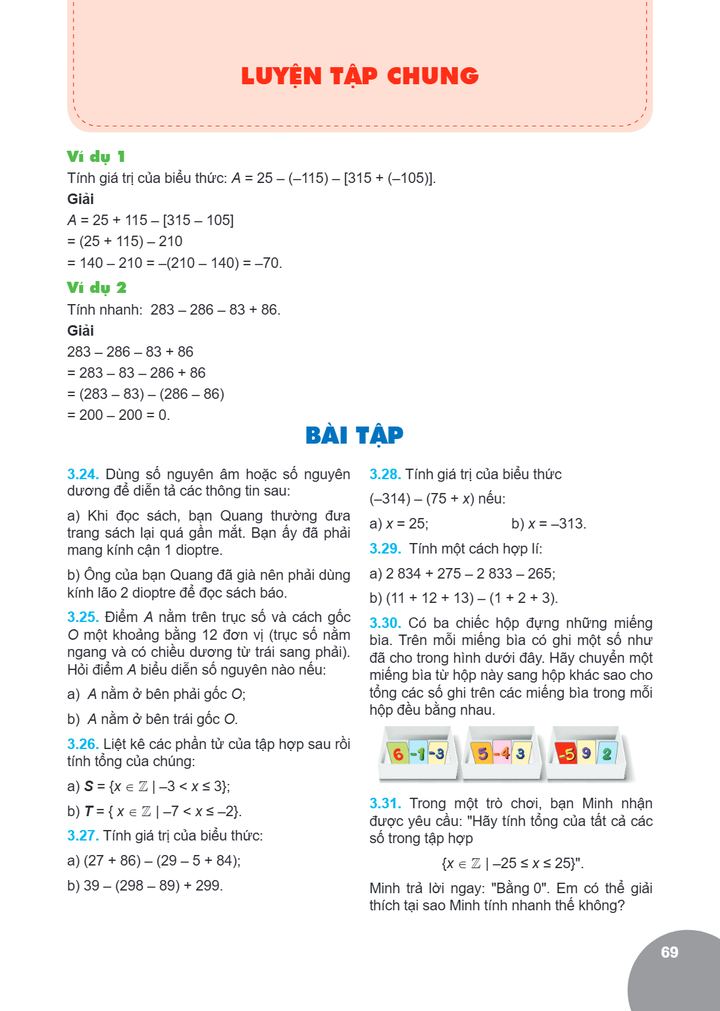 LUYỆN TẬP CHUNG
Ví dụ 1
Tính giá trị của biểu thức: A = 25 – (–115) – [315 + (–105)].
Giải
A = 25 + 115 – [315 – 105]
= (25 + 115) – 210
= 140 – 210 = –(210 – 140) = –70.
Ví dụ 2
Tính nhanh: 283 – 286 – 83 + 86.
Giải
283 – 286 – 83 + 86
= 283 – 83 – 286 + 86
= (283 – 83) – (286 – 86)
= 200 – 200 = 0.
BÀI TẬP
3.24. Dùng số nguyên âm hoặc số nguyên
dương để diễn tả các thông tin sau:
a) Khi đọc sách, bạn Quang thường đưa
trang sách lại quá gần mắt. Bạn ấy đã phải
mang kính cận 1 dioptre.
b) Ông của bạn Quang đã già nên phải dùng
kính lão 2 dioptre để đọc sách báo.
3.25. Điểm A nằm trên trục số và cách gốc
O một khoảng bằng 12 đơn vị (trục số nằm
ngang và có chiều dương từ trái sang phải).
Hỏi điểm A biểu diễn số nguyên nào nếu:
a) A nằm ở bên phải gốc O;
b) A nằm ở bên trái gốc O.
3.26. Liệt kê các phần tử của tập hợp sau rồi
tính tổng của chúng:
a) S = {x ∈ ℤ | –3 < x ≤ 3};
b) T = { x ∈ ℤ | –7 < x ≤ –2}.
3.27. Tính giá trị của biểu thức:
a) (27 + 86) – (29 – 5 + 84);
b) 39 – (298 – 89) + 299.
3.28. Tính giá trị của biểu thức
(–314) – (75 + x) nếu:
a) x = 25; b) x = –313.
3.29. Tính một cách hợp lí:
a) 2 834 + 275 – 2 833 – 265;
b) (11 + 12 + 13) – (1 + 2 + 3).
3.30. Có ba chiếc hộp đựng những miếng
bìa. Trên mỗi miếng bìa có ghi một số như
đã cho trong hình dưới đây. Hãy chuyển một
miếng bìa từ hộp này sang hộp khác sao cho
tổng các số ghi trên các miếng bìa trong mỗi
hộp đều bằng nhau.
6 -1 -3 5 -4 3 -5 9 2
3.31. Trong một trò chơi, bạn Minh nhận
được yêu cầu: "Hãy tính tổng của tất cả các
số trong tập hợp
{x ∈ ℤ | –25 ≤ x ≤ 25}".
Minh trả lời ngay: "Bằng 0". Em có thể giải
thích tại sao Minh tính nhanh thế không?
69